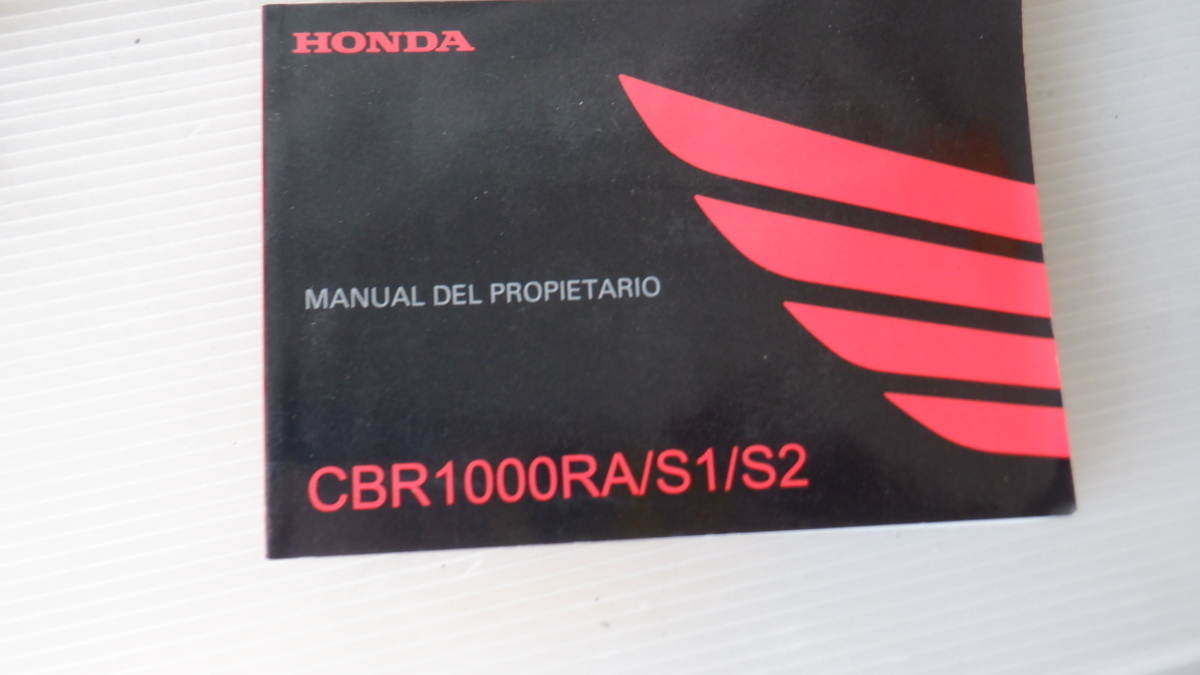 HONDA
MANUAL DEL PROPIETARIO
CBR1000RA/S1/S2